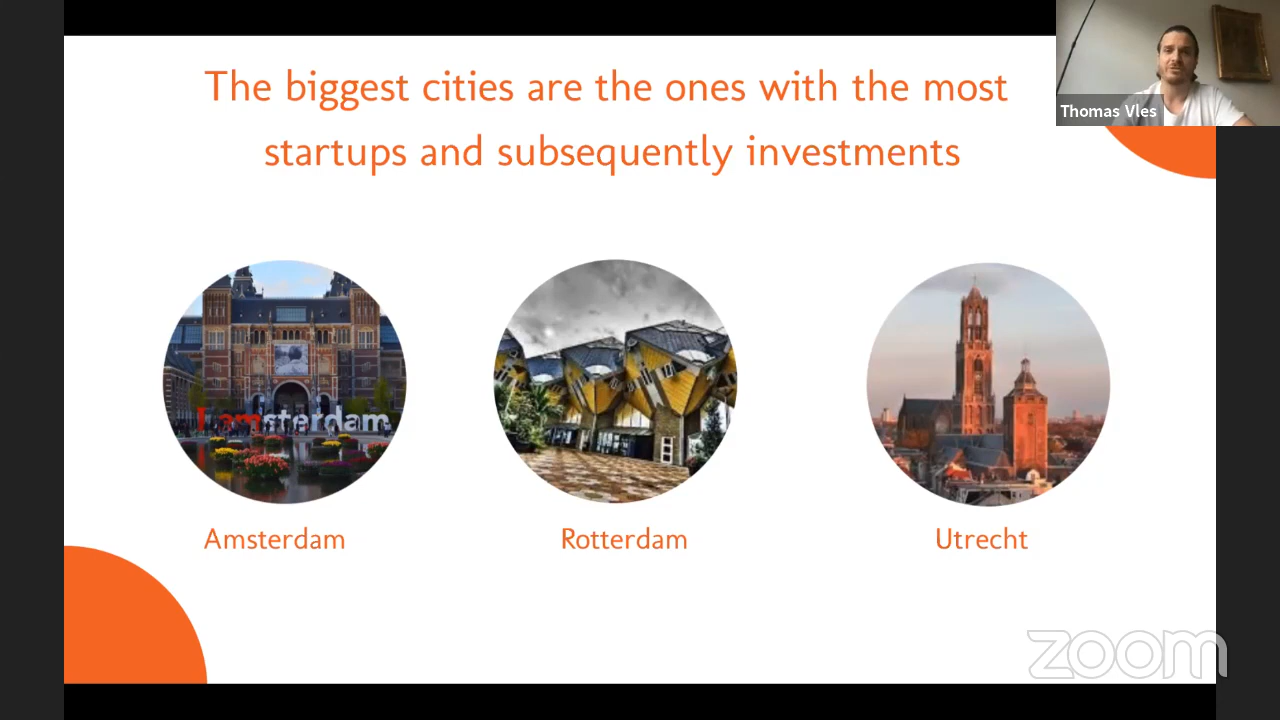 The biggest cities are the ones with the most
startups and subsequently investments
Thomas Vles
I amsterdam
Amsterdam
Rotterdam
Utrecht
zoom